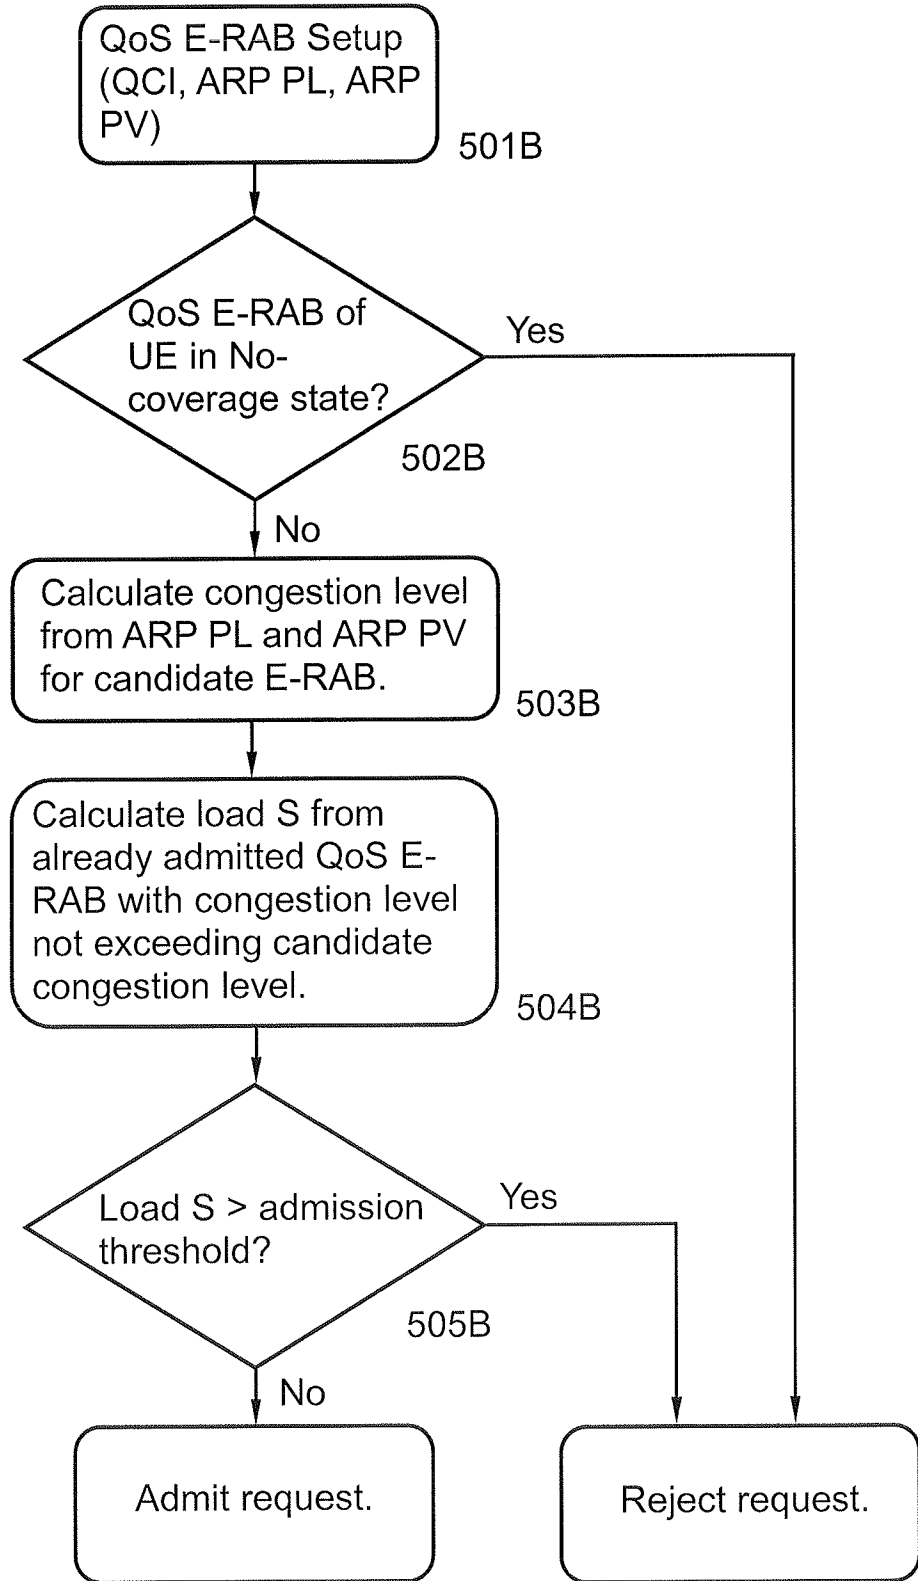 QoS E-RAB Setup
(QCI, ARP PL, ARP
PV)
501B
QoS E-RAB of
UE in No-
coverage state?
Yes
502B
No
Calculate congestion level
from ARP PL and ARP PV
for candidate E-RAB.
503B
Calculate load S from
already admitted QoS E-
RAB with congestion level
not exceeding candidate
congestion level.
504B
Load S > admission
threshold?
Yes
505B
No
Admit request.
Reject request.